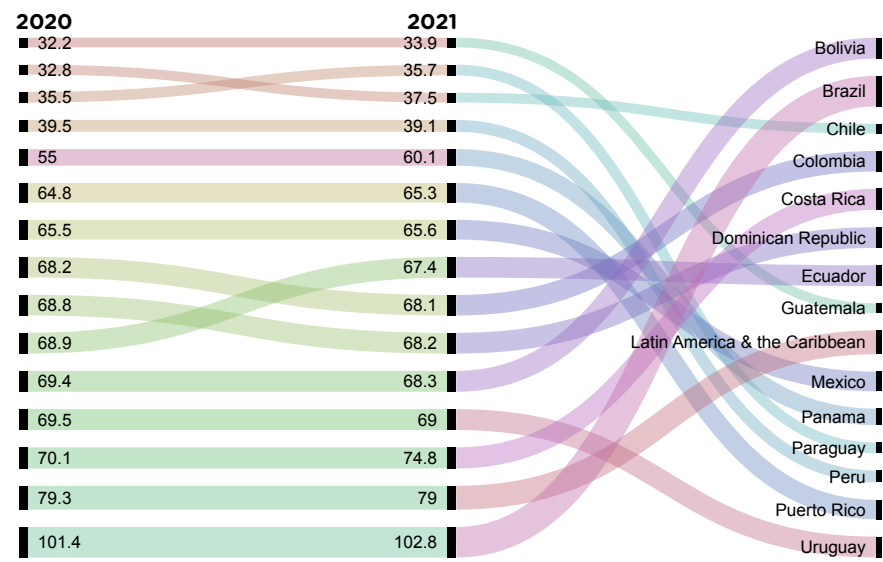 2020 2021
32.2 33.9
32.8 35.7
35.5 37.5
39.5 39.1
55 60.1
64.8 65.3
65.5 65.6
68.2 67.4
68.8 68.1
68.9 68.2
69.4 68.3
69.5 69
70.1 74.8
79.3 79
101.4 102.8
Bolivia
Brazil
Chile
Colombia
Costa Rica
Dominican Republic
Ecuador
Guatemala
Latin America & the Caribbean
Mexico
Panama
Paraguay
Peru
Puerto Rico
Uruguay